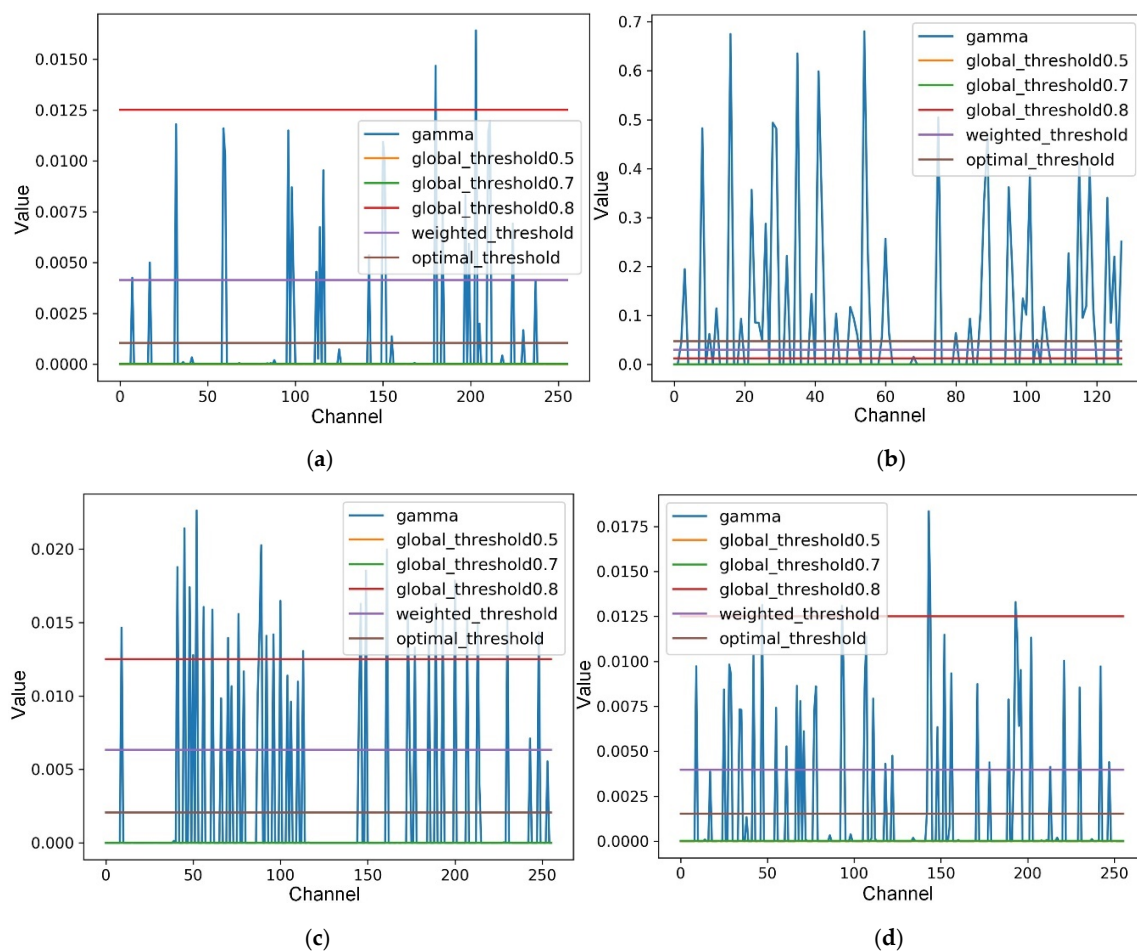 gamma
global_threshold0.5
global_threshold0.7
global_threshold0.8
weighted_threshold
optimal_threshold
0.0150
0.0125
0.0100
0.0075
0.0050
0.0025
0.0000
Value
0 50 100 150 200 250
Channel
(a)
gamma
global_threshold0.5
global_threshold0.7
global_threshold0.8
weighted_threshold
optimal_threshold
0.7
0.6
0.5
0.4
0.3
0.2
0.1
0.0
Value
0 20 40 60 80 100 120
Channel
(b)
gamma
global_threshold0.5
global_threshold0.7
global_threshold0.8
weighted_threshold
optimal_threshold
0.020
0.015
0.010
0.005
0.000
Value
0 50 100 150 200 250
Channel
(c)
gamma
global_threshold0.5
global_threshold0.7
global_threshold0.8
weighted_threshold
optimal_threshold
0.0175
0.0150
0.0125
0.0100
0.0075
0.0050
0.0025
0.0000
Value
0 50 100 150 200 250
Channel
(d)